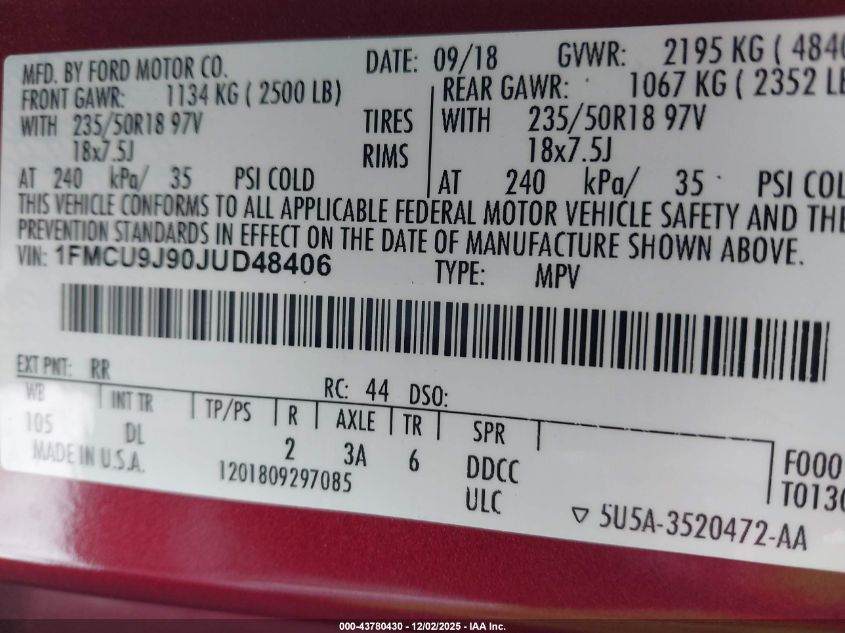 MFD. BY FORD MOTOR CO. DATE: 09/18 GVWR: 2195 KG ( 4840
FRONT GAWR: 1134 KG ( 2500 LB) REAR GAWR: 1067 KG ( 2352 LB
WITH 235/50R18 97V TIRES WITH 235/50R18 97V
18x7.5J RIMS 18x7.5J
AT 240 kPa/ 35 PSI COLD AT 240 kPa/ 35 PSI COL
THIS VEHICLE CONFORMS TO ALL APPLICABLE FEDERAL MOTOR VEHICLE SAFETY AND THE
PREVENTION STANDARDS IN EFFECT ON THE DATE OF MANUFACTURE SHOWN ABOVE.
VIN: 1FMCU9J90JUD48406 TYPE: MPV
EXT PNT: RR RC: 44 DSO:
WB INT TR TP/PS R AXLE TR SPR
105 DL 2 3A 6 DDCC F000
MADE IN U.S.A. 1201809297085 ULC T0130
▽ 5U5A-3520472-AA
000-43780430 - 12/02/2025 - IAA Inc.